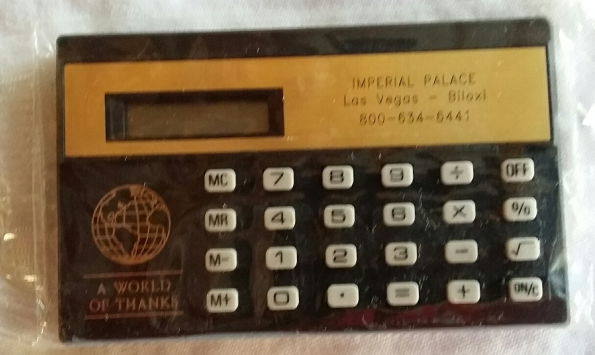 IMPERIAL PALACE
Las Vegas - Biloxi
800-634-6441
MC 7 8 9 ÷ OFF
MR 4 5 6 X %
M- 1 2 3 - √
M+ 0 . = + ON/C
A WORLD
OF THANKS